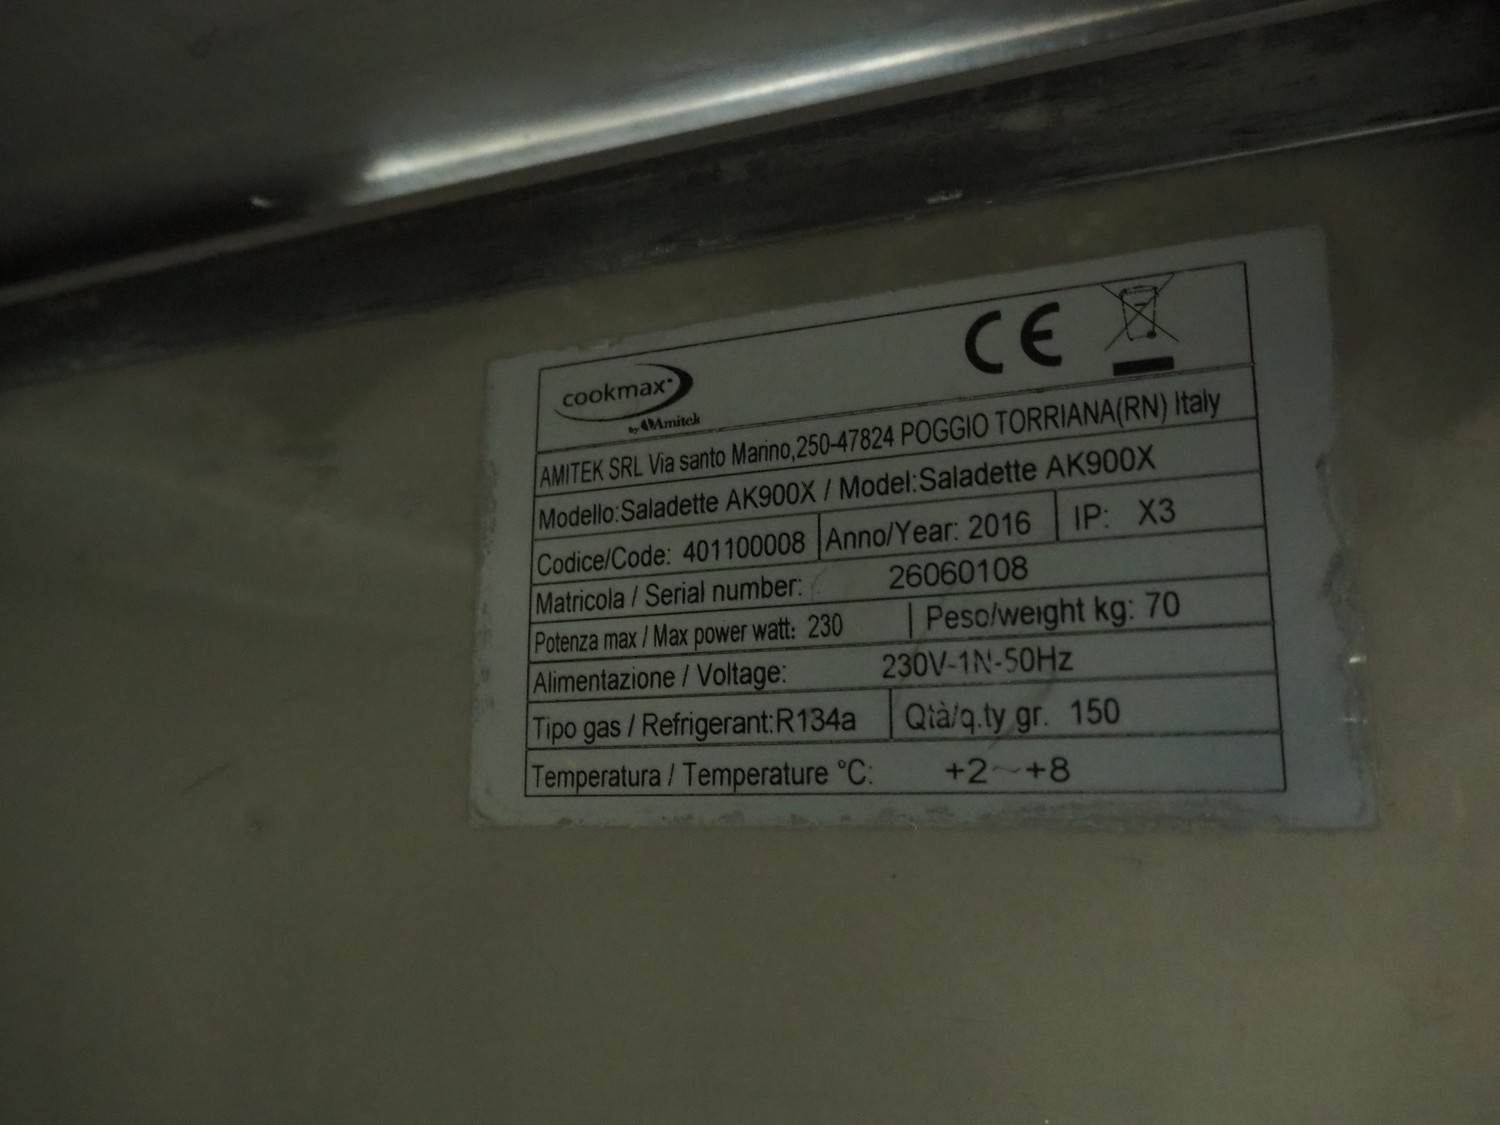 cookmax
by Amitek
CE
AMITEK SRL Via santo Marino,250-47824 POGGIO TORRIANA(RN) Italy
Modello:Saladette AK900X / Model:Saladette AK900X
Codice/Code: 401100008 Anno/Year: 2016 IP: X3
Matricola / Serial number: 26060108
Potenza max / Max power watt: 230 Peso/weight kg: 70
Alimentazione / Voltage: 230V-1N-50Hz
Tipo gas / Refrigerant:R134a Qtà/q.ty gr. 150
Temperatura / Temperature °C: +2~+8